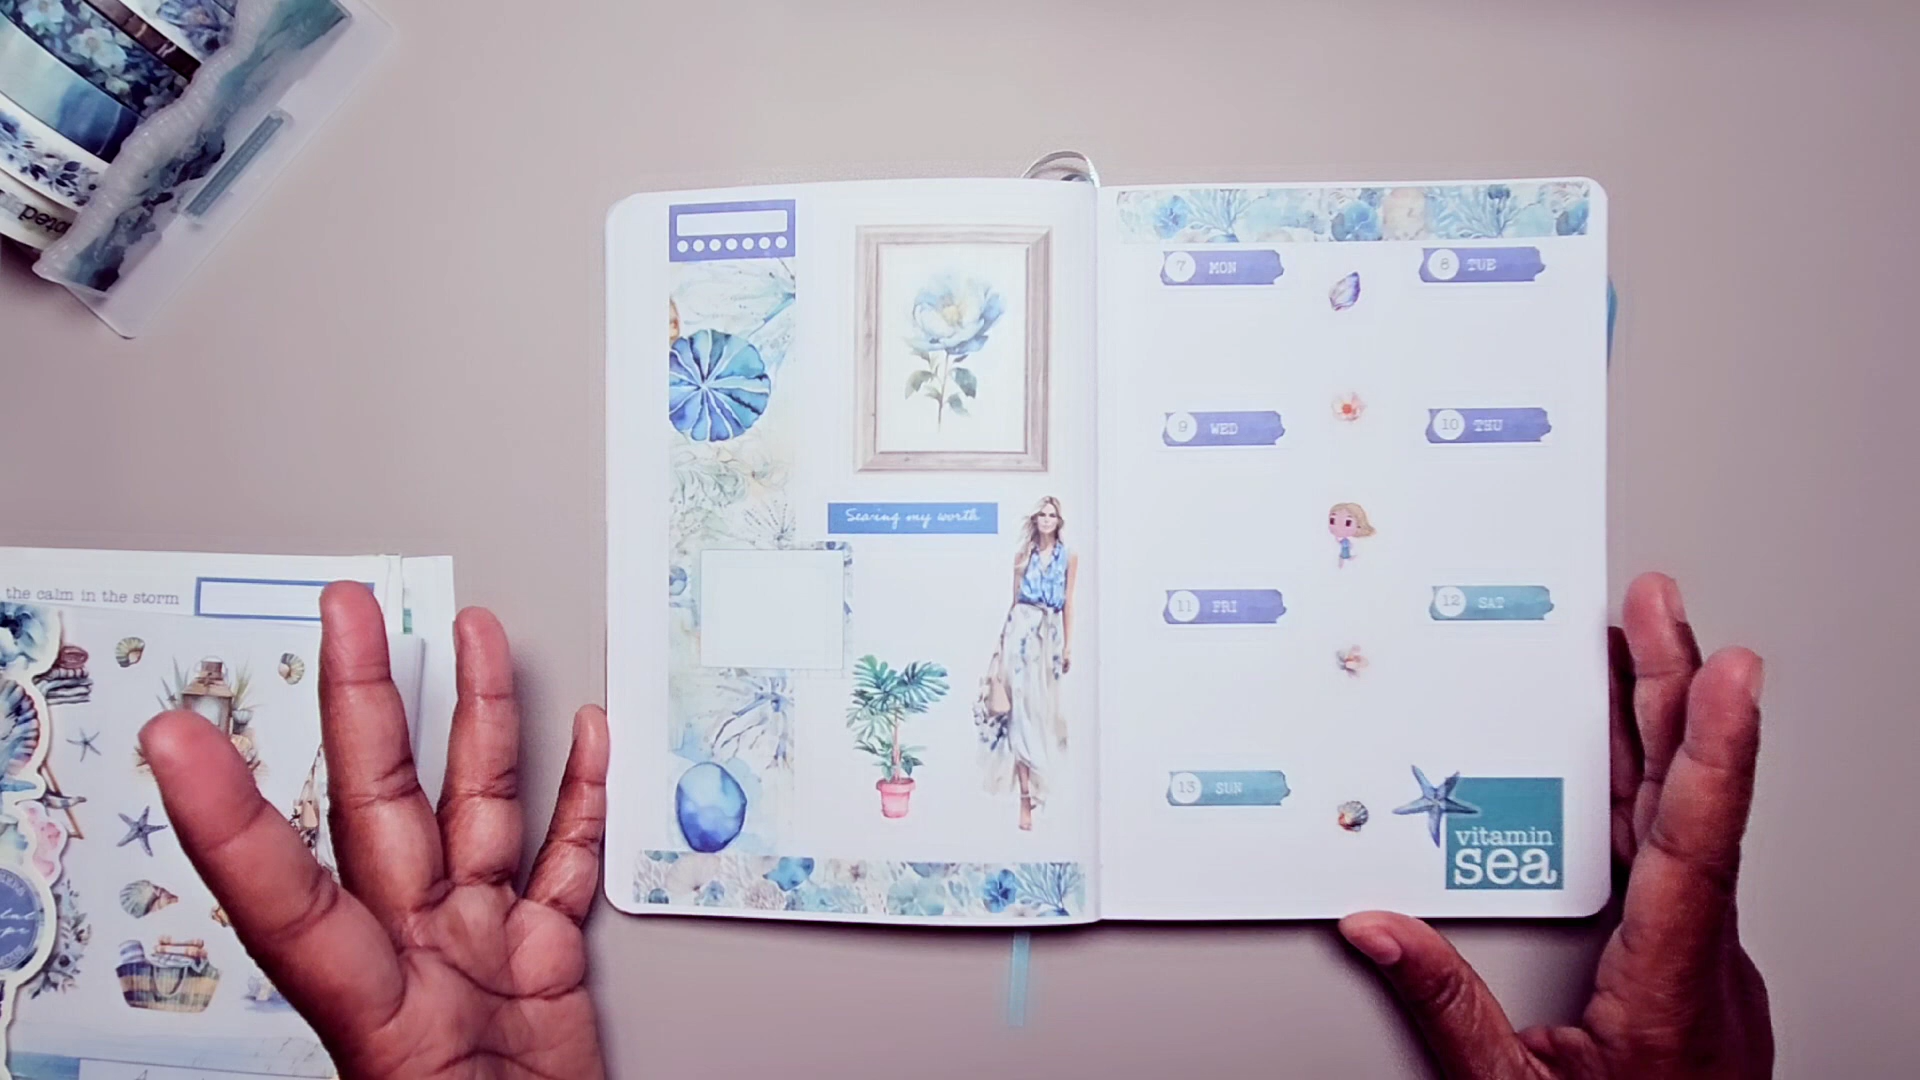 the calm in the storm
Seaing my worth
7 MON
8 TUE
9 WED
10 THU
11 FRI
12 SAT
13 SUN
vitamin
sea